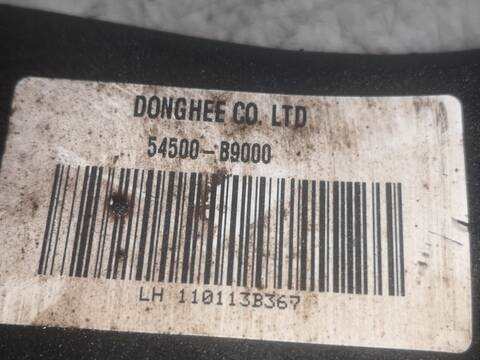 DONGHEE CO. LTD
54500-B9000
LH 110113B367